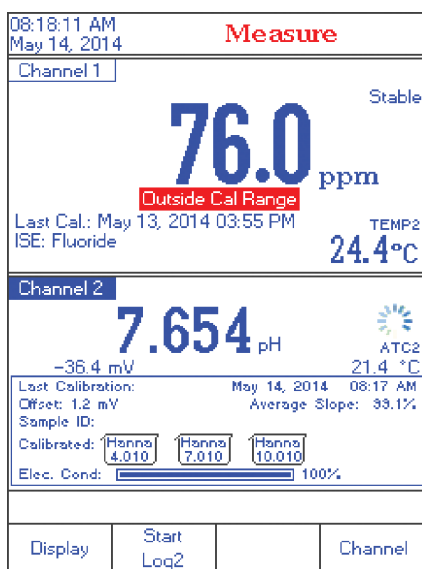 08:18:11 AM
May 14, 2014
Measure
Channel 1
Stable
76.0 ppm
Outside Cal Range
Last Cal.: May 13, 2014 03:55 PM
ISE: Fluoride
TEMP2
24.4°C
Channel 2
7.654 pH
ATC2
-36.4 mV
21.4 °C
Last Calibration: May 14, 2014 08:17 AM
Offset: 1.2 mV Average Slope: 99.1%
Sample ID:
Calibrated: Hanna 4.010 Hanna 7.010 Hanna 10.010
Elec. Cond: 100%
Display Start Log2 Channel